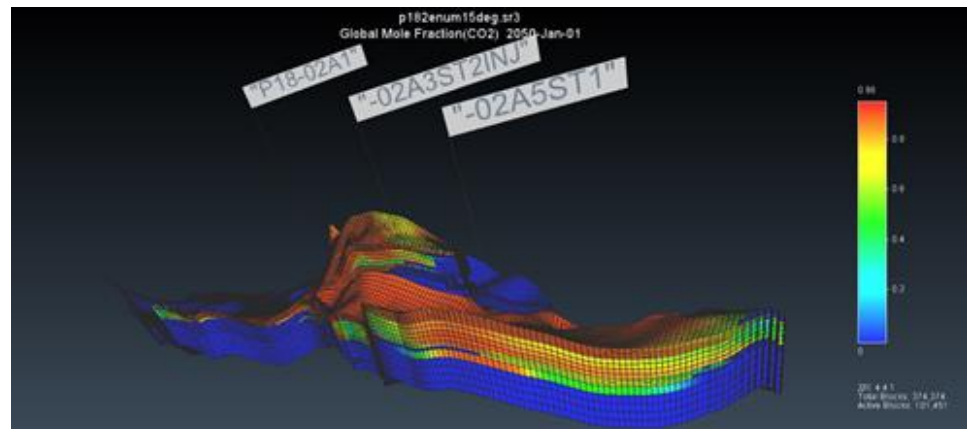 p182enum15deg.sr3
Global Mole Fraction(CO2) 2050-Jan-01
"P18-02A1"
"-02A3ST2INJ"
"-02A5ST1"
0.8
0.6
0.4
0.2
0
Total Blocks: 374,374
Active Blocks: 101,451